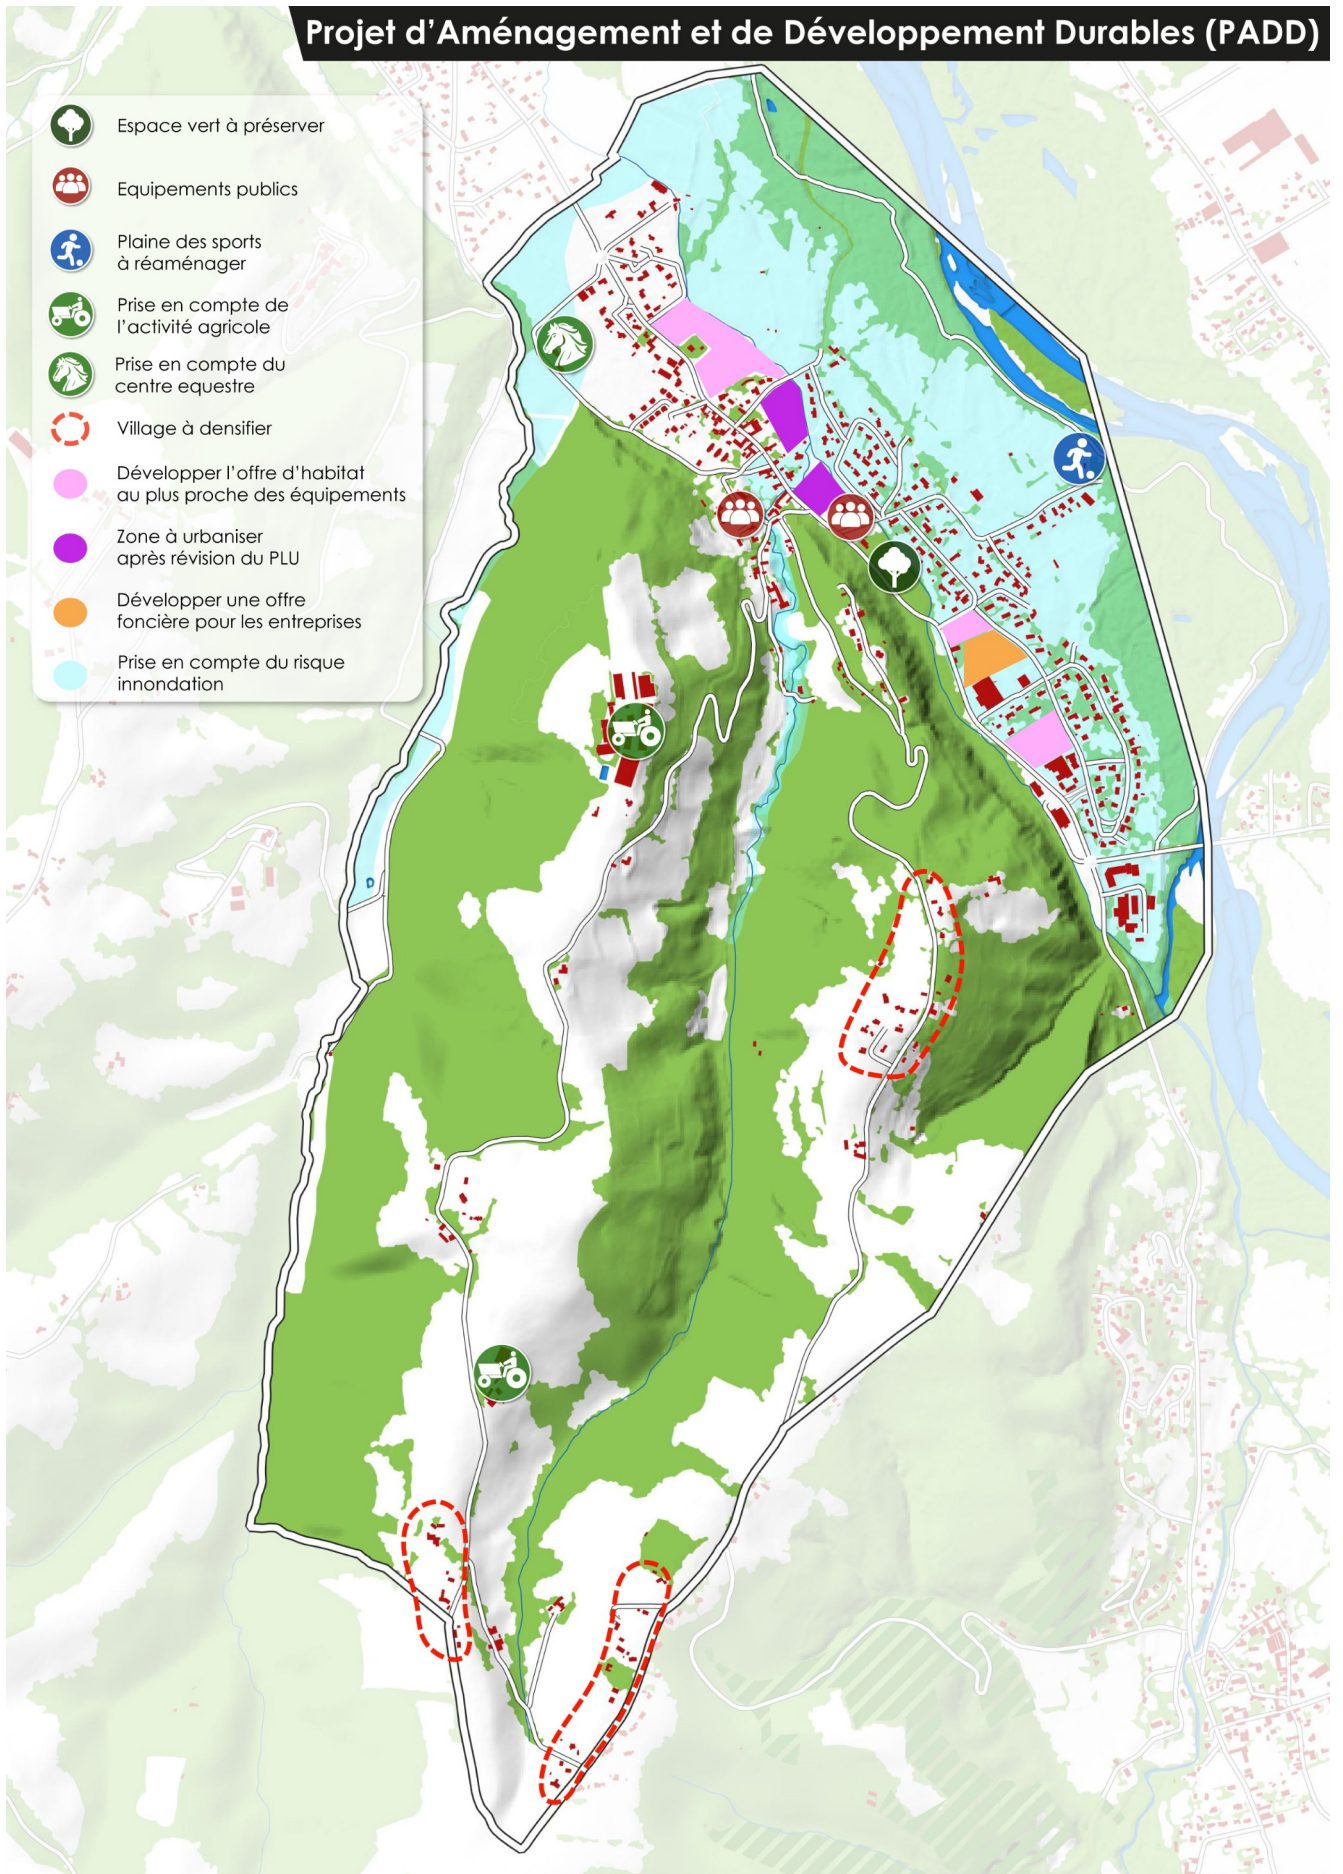 Projet d’Aménagement et de Développement Durables (PADD)
Espace vert à préserver
Equipements publics
Plaine des sports
à réaménager
Prise en compte de
l’activité agricole
Prise en compte du
centre equestre
Village à densifier
Développer l’offre d’habitat
au plus proche des équipements
Zone à urbaniser
après révision du PLU
Développer une offre
foncière pour les entreprises
Prise en compte du risque
innondation